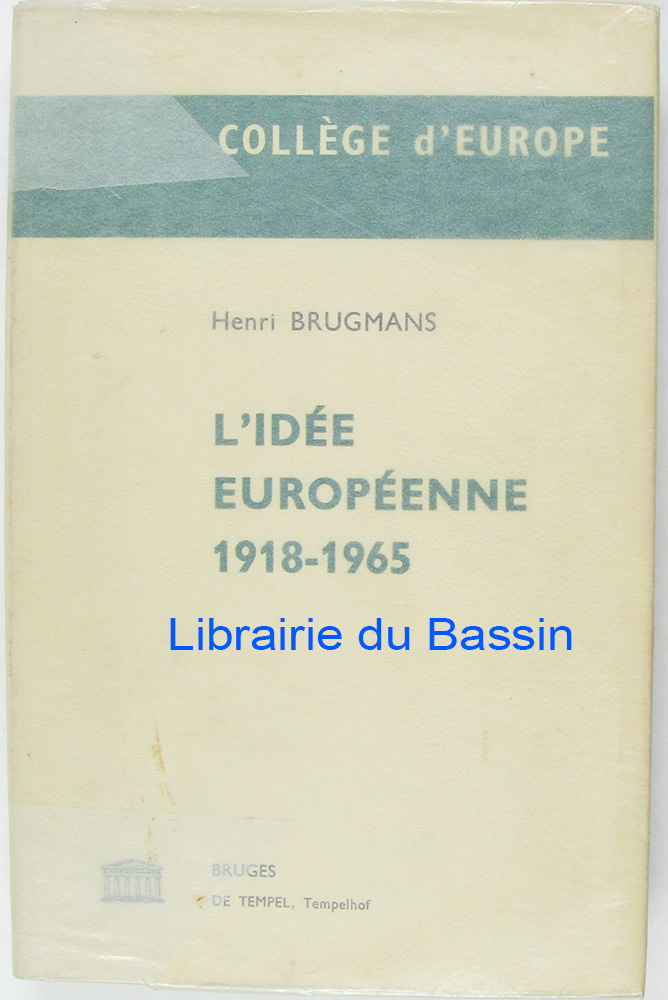 COLLÈGE d'EUROPE
Henri BRUGMANS
L'IDÉE
EUROPÉENNE
1918-1965
Librairie du Bassin
BRUGES
DE TEMPEL, Tempelhof